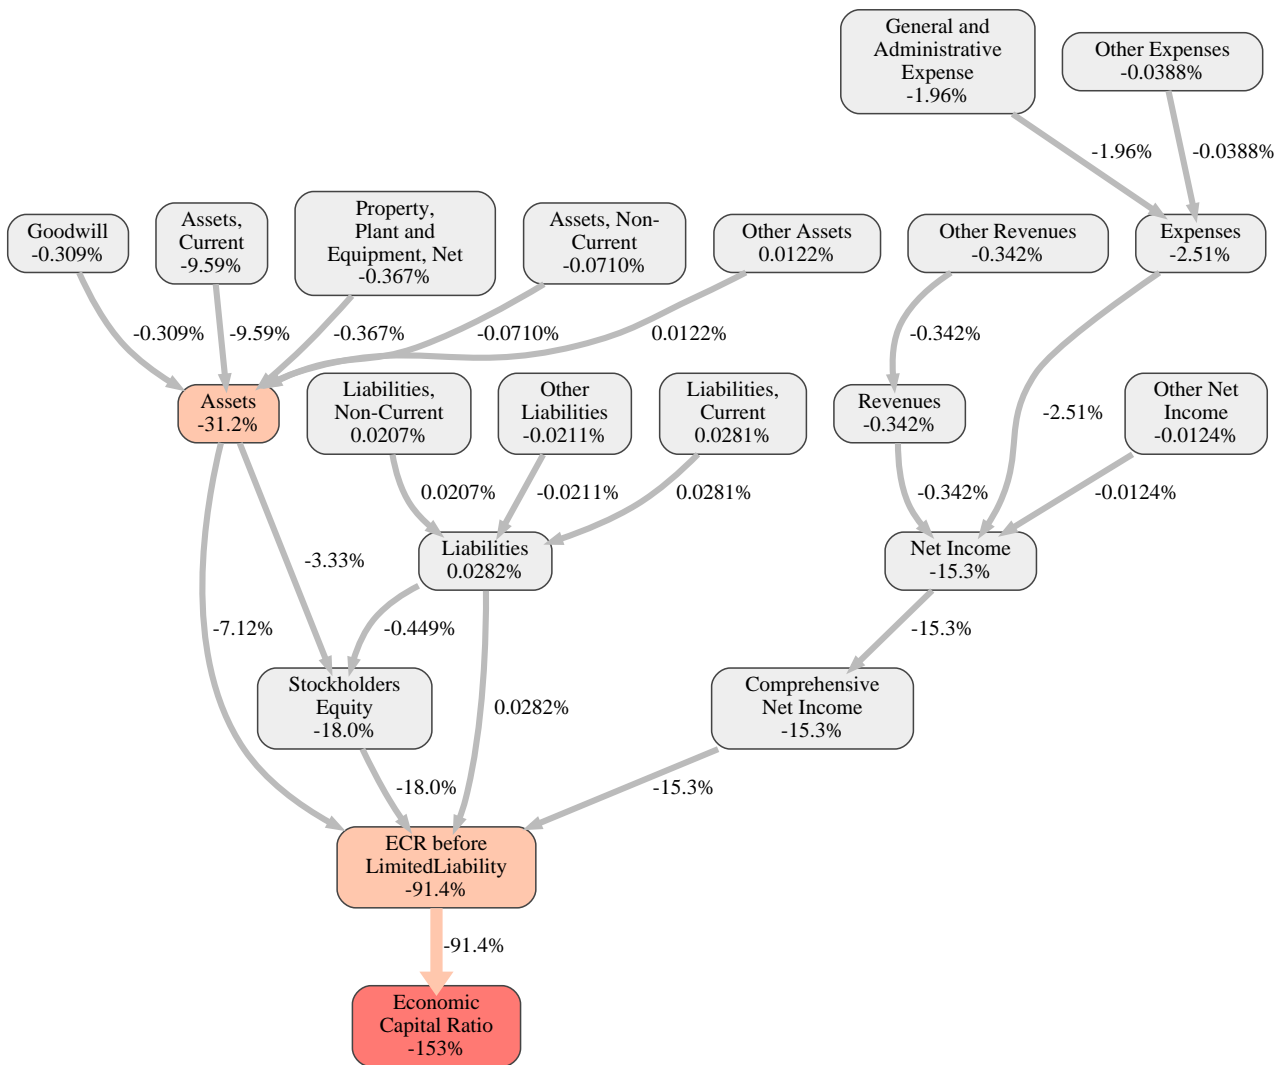 General and
Administrative
Expense
-1.96%
Other Expenses
-0.0388%
-1.96%
-0.0388%
Goodwill
-0.309%
Assets,
Current
-9.59%
Property,
Plant and
Equipment, Net
-0.367%
Assets, Non-
Current
-0.0710%
Other Assets
0.0122%
Other Revenues
-0.342%
Expenses
-2.51%
-0.309%
-9.59%
-0.367%
-0.0710%
0.0122%
-0.342%
-2.51%
Assets
-31.2%
Liabilities,
Non-Current
0.0207%
Other
Liabilities
-0.0211%
Liabilities,
Current
0.0281%
Revenues
-0.342%
Other Net
Income
-0.0124%
0.0207%
-0.0211%
0.0281%
-0.342%
-0.0124%
-3.33%
Liabilities
0.0282%
Net Income
-15.3%
-7.12%
-0.449%
-15.3%
Stockholders
Equity
-18.0%
0.0282%
Comprehensive
Net Income
-15.3%
-18.0%
-15.3%
ECR before
LimitedLiability
-91.4%
-91.4%
Economic
Capital Ratio
-153%